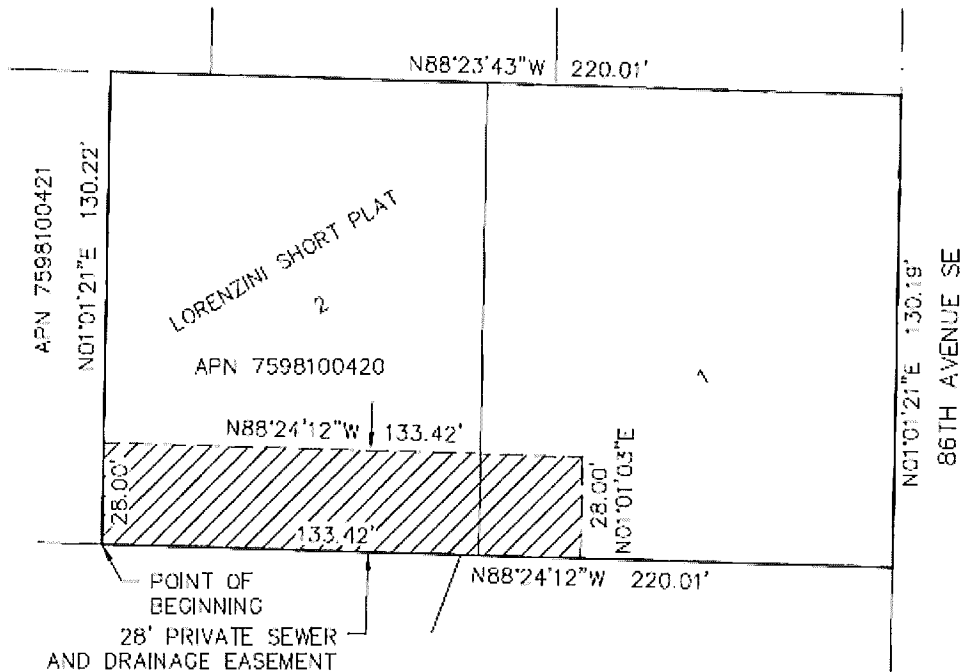 N88°23'43"W 220.01'
APN 7598100421
N01°01'21"E 130.22'
LORENZINI SHORT PLAT
2
APN 7598100420
1
N01°01'21"E 130.19'
86TH AVENUE SE
N88°24'12"W 133.42'
28.00'
133.42'
28.00'
N01°01'03"E
N88°24'12"W 220.01'
POINT OF
BEGINNING
28' PRIVATE SEWER
AND DRAINAGE EASEMENT